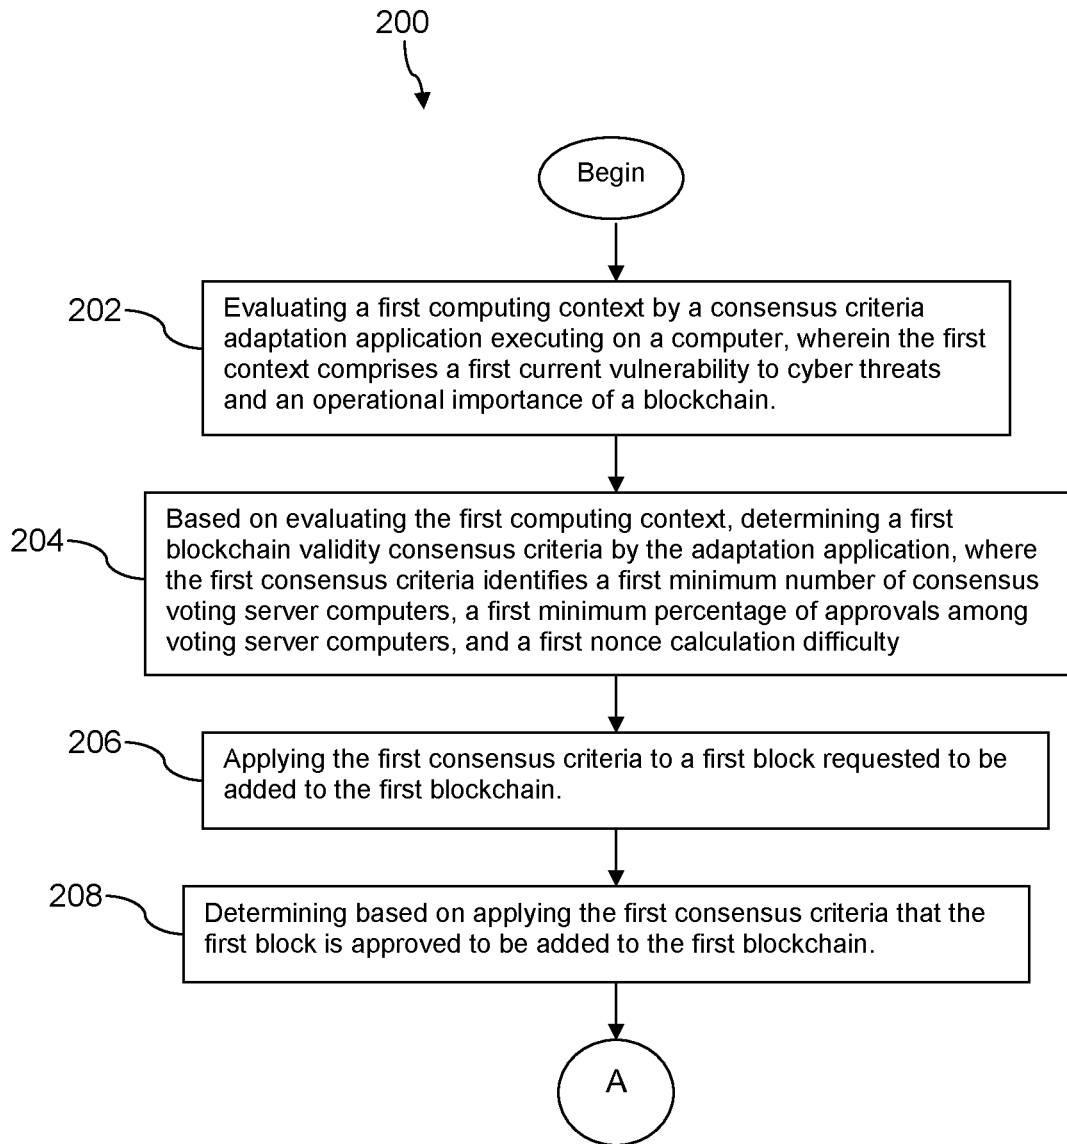 200
Begin
202
Evaluating a first computing context by a consensus criteria
adaptation application executing on a computer, wherein the first
context comprises a first current vulnerability to cyber threats
and an operational importance of a blockchain.
204
Based on evaluating the first computing context, determining a first
blockchain validity consensus criteria by the adaptation application, where
the first consensus criteria identifies a first minimum number of consensus
voting server computers, a first minimum percentage of approvals among
voting server computers, and a first nonce calculation difficulty
206
Applying the first consensus criteria to a first block requested to be
added to the first blockchain.
208
Determining based on applying the first consensus criteria that the
first block is approved to be added to the first blockchain.
A